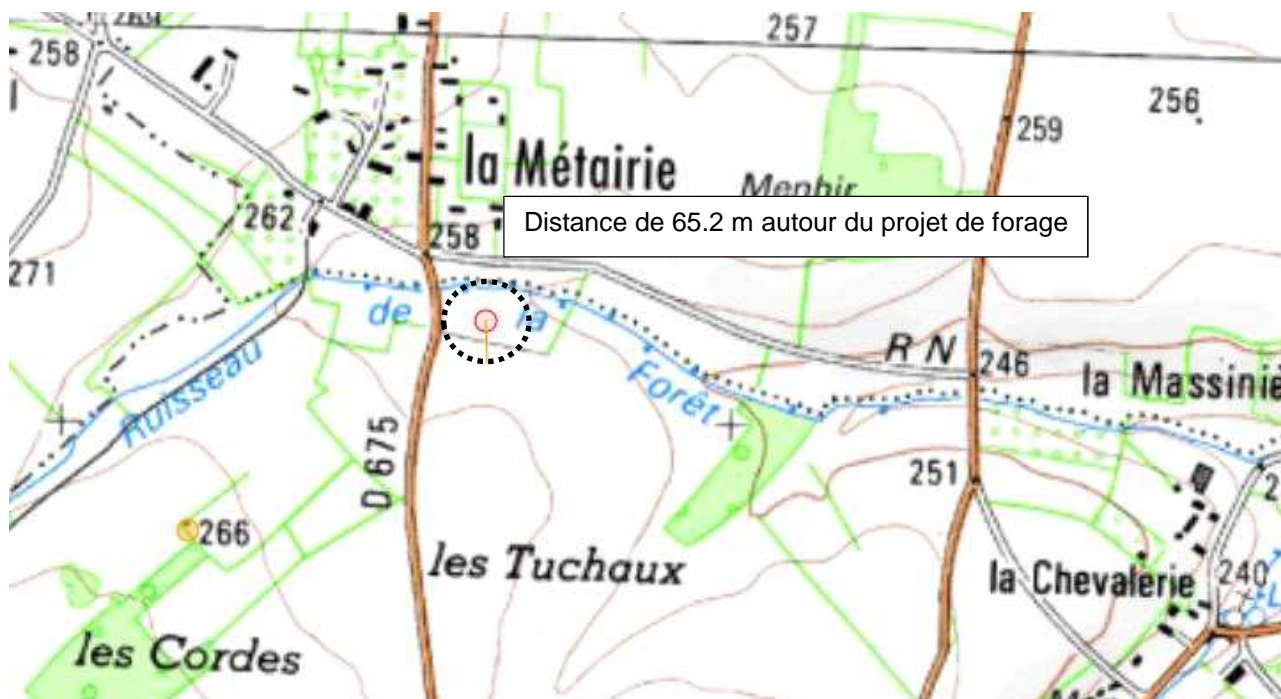 257
258
256
259
la Métairie
Menhir
262
Distance de 65.2 m autour du projet de forage
258
271
de la
Forêt
R N
246
la Massiniè
Ruisseau
D 675
251
266
les Tuchaux
la Chevalerie
240
les Cordes